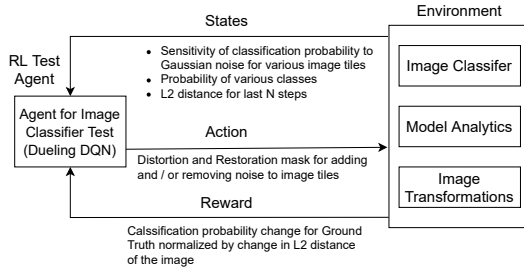 States
Environment
• Sensitivity of classification probability to
Gaussian noise for various image tiles
• Probability of various classes
• L2 distance for last N steps
RL Test
Agent
Image Classifer
Agent for Image
Classifier Test
(Dueling DQN)
Action
Model Analytics
Distortion and Restoration mask for adding
and / or removing noise to image tiles
Image
Transformations
Reward
Calssification probability change for Ground
Truth normalized by change in L2 distance
of the image